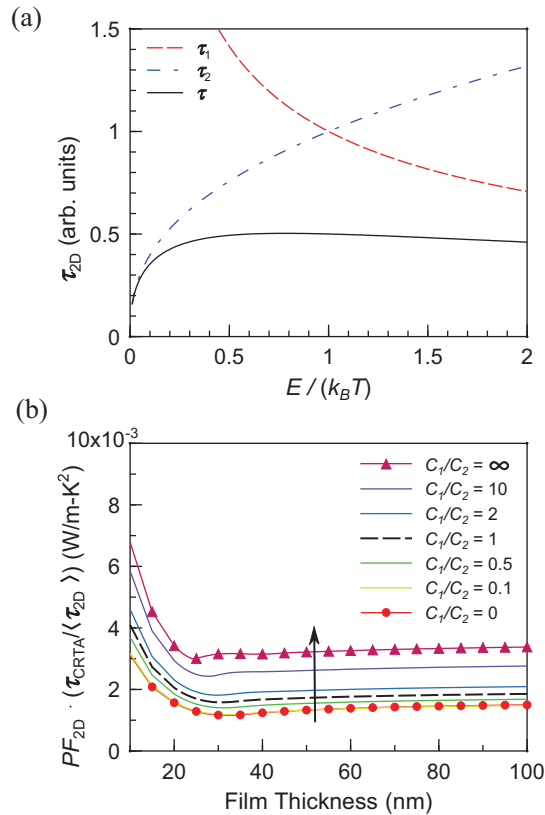 (a)
1.5
τ₁
τ₂
τ
1
0.5
0
τ₂D (arb. units)
0
0.5
1
1.5
2
E / (k_BT)
(b)
10x10⁻³
8
6
4
2
0
PF₂D · (τ_CRTA/⟨τ₂D⟩) (W/m-K²)
C₁/C₂ = ∞
C₁/C₂ = 10
C₁/C₂ = 2
C₁/C₂ = 1
C₁/C₂ = 0.5
C₁/C₂ = 0.1
C₁/C₂ = 0
20
40
60
80
100
Film Thickness (nm)